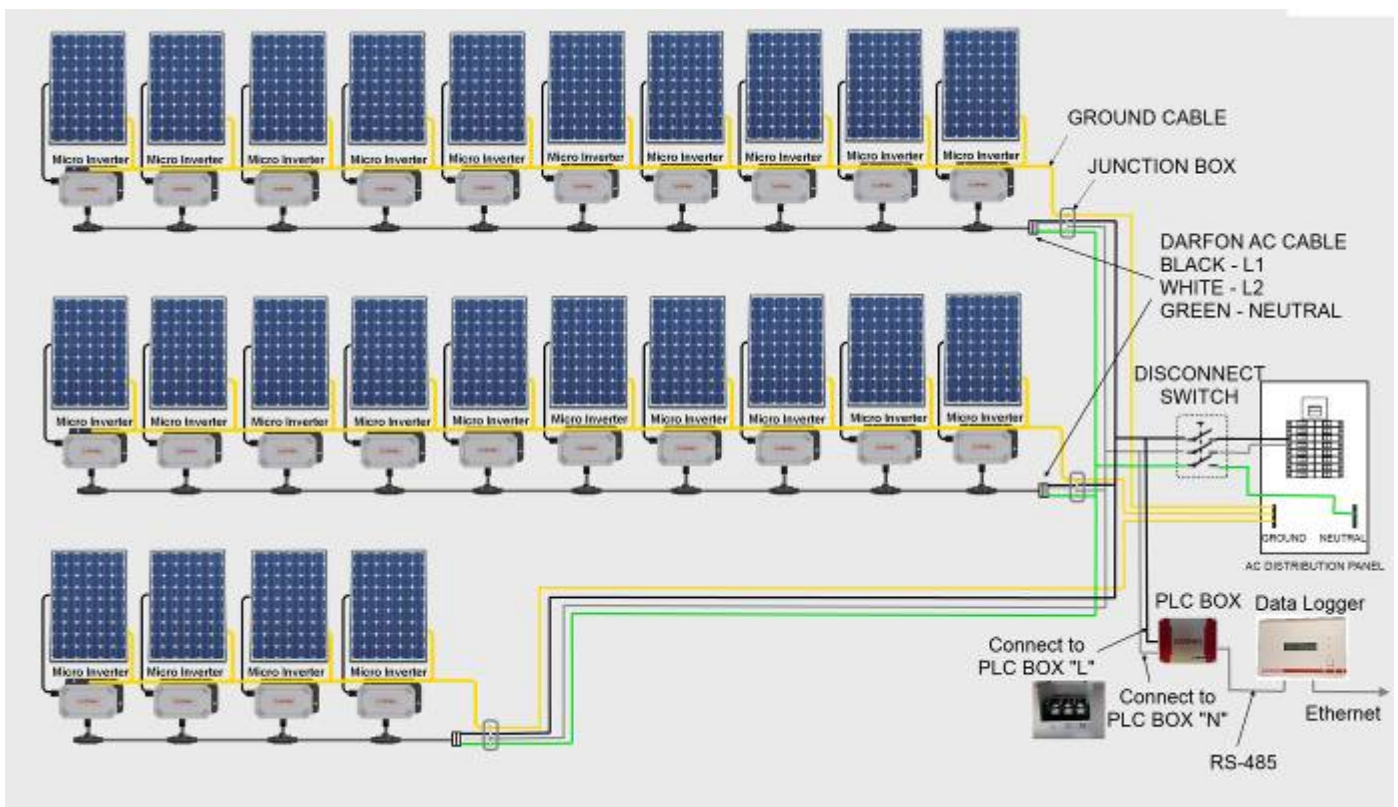 Micro Inverter Micro Inverter Micro Inverter Micro Inverter Micro Inverter Micro Inverter Micro Inverter Micro Inverter Micro Inverter Micro Inverter
GROUND CABLE
JUNCTION BOX
DARFON AC CABLE
BLACK - L1
WHITE - L2
GREEN - NEUTRAL
Micro Inverter Micro Inverter Micro Inverter Micro Inverter Micro Inverter Micro Inverter Micro Inverter Micro Inverter Micro Inverter Micro Inverter
DISCONNECT
SWITCH
GROUND NEUTRAL
AC DISTRIBUTION PANEL
Micro Inverter Micro Inverter Micro Inverter Micro Inverter
PLC BOX
Data Logger
Connect to
PLC BOX "L"
Connect to
PLC BOX "N"
Ethernet
RS-485